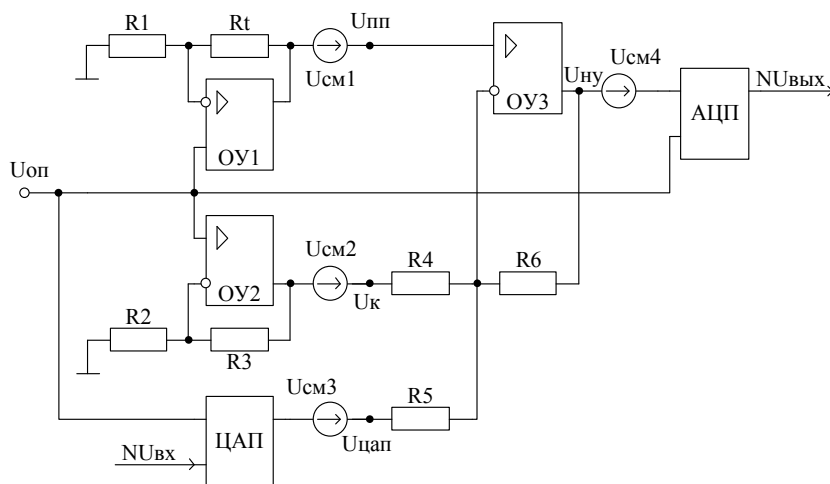 R1
Rt
Uпп
Uсм1
ОУ1
ОУ3
Uну
Uсм4
АЦП
NUвых
Uоп
ОУ2
Uсм2
Uк
R4
R6
R2
R3
Uсм3
R5
ЦАП
Uцап
NUвх